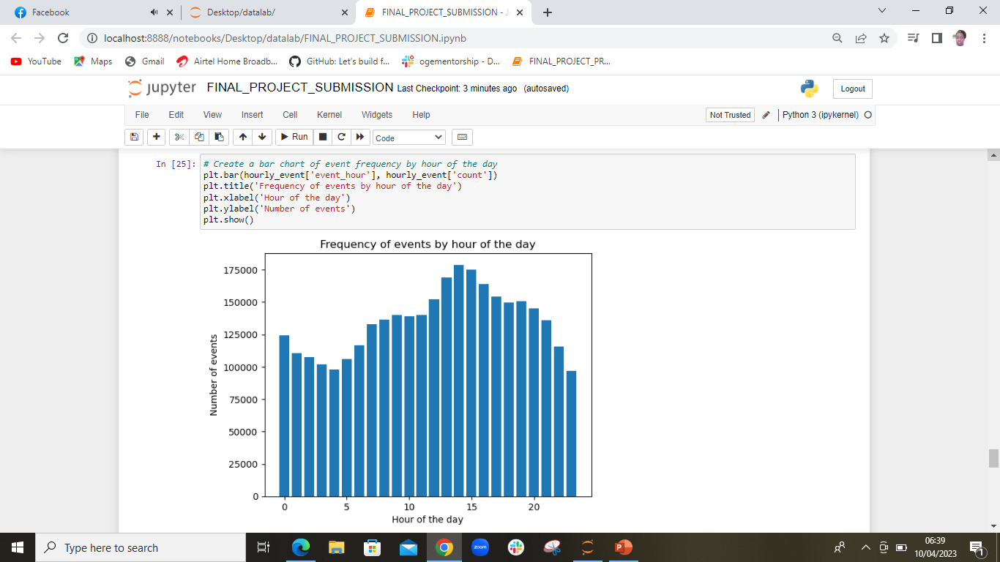 Facebook
Desktop/datalab/
FINAL_PROJECT_SUBMISSION - J
localhost:8888/notebooks/Desktop/datalab/FINAL_PROJECT_SUBMISSION.ipynb
YouTube
Maps
Gmail
Airtel Home Broadb...
GitHub: Let's build f...
ogementorship - D...
FINAL_PROJECT_PR...
jupyter FINAL_PROJECT_SUBMISSION Last Checkpoint: 3 minutes ago (autosaved)
Logout
File Edit View Insert Cell Kernel Widgets Help
Not Trusted
Python 3 (ipykernel)
Run
Code
In [25]:
# Create a bar chart of event frequency by hour of the day
plt.bar(hourly_event['event_hour'], hourly_event['count'])
plt.title('Frequency of events by hour of the day')
plt.xlabel('Hour of the day')
plt.ylabel('Number of events')
plt.show()
Frequency of events by hour of the day
Number of events
175000
150000
125000
100000
75000
50000
25000
0
0 5 10 15 20
Hour of the day
Type here to search
zoom
P
06:39
10/04/2023
1